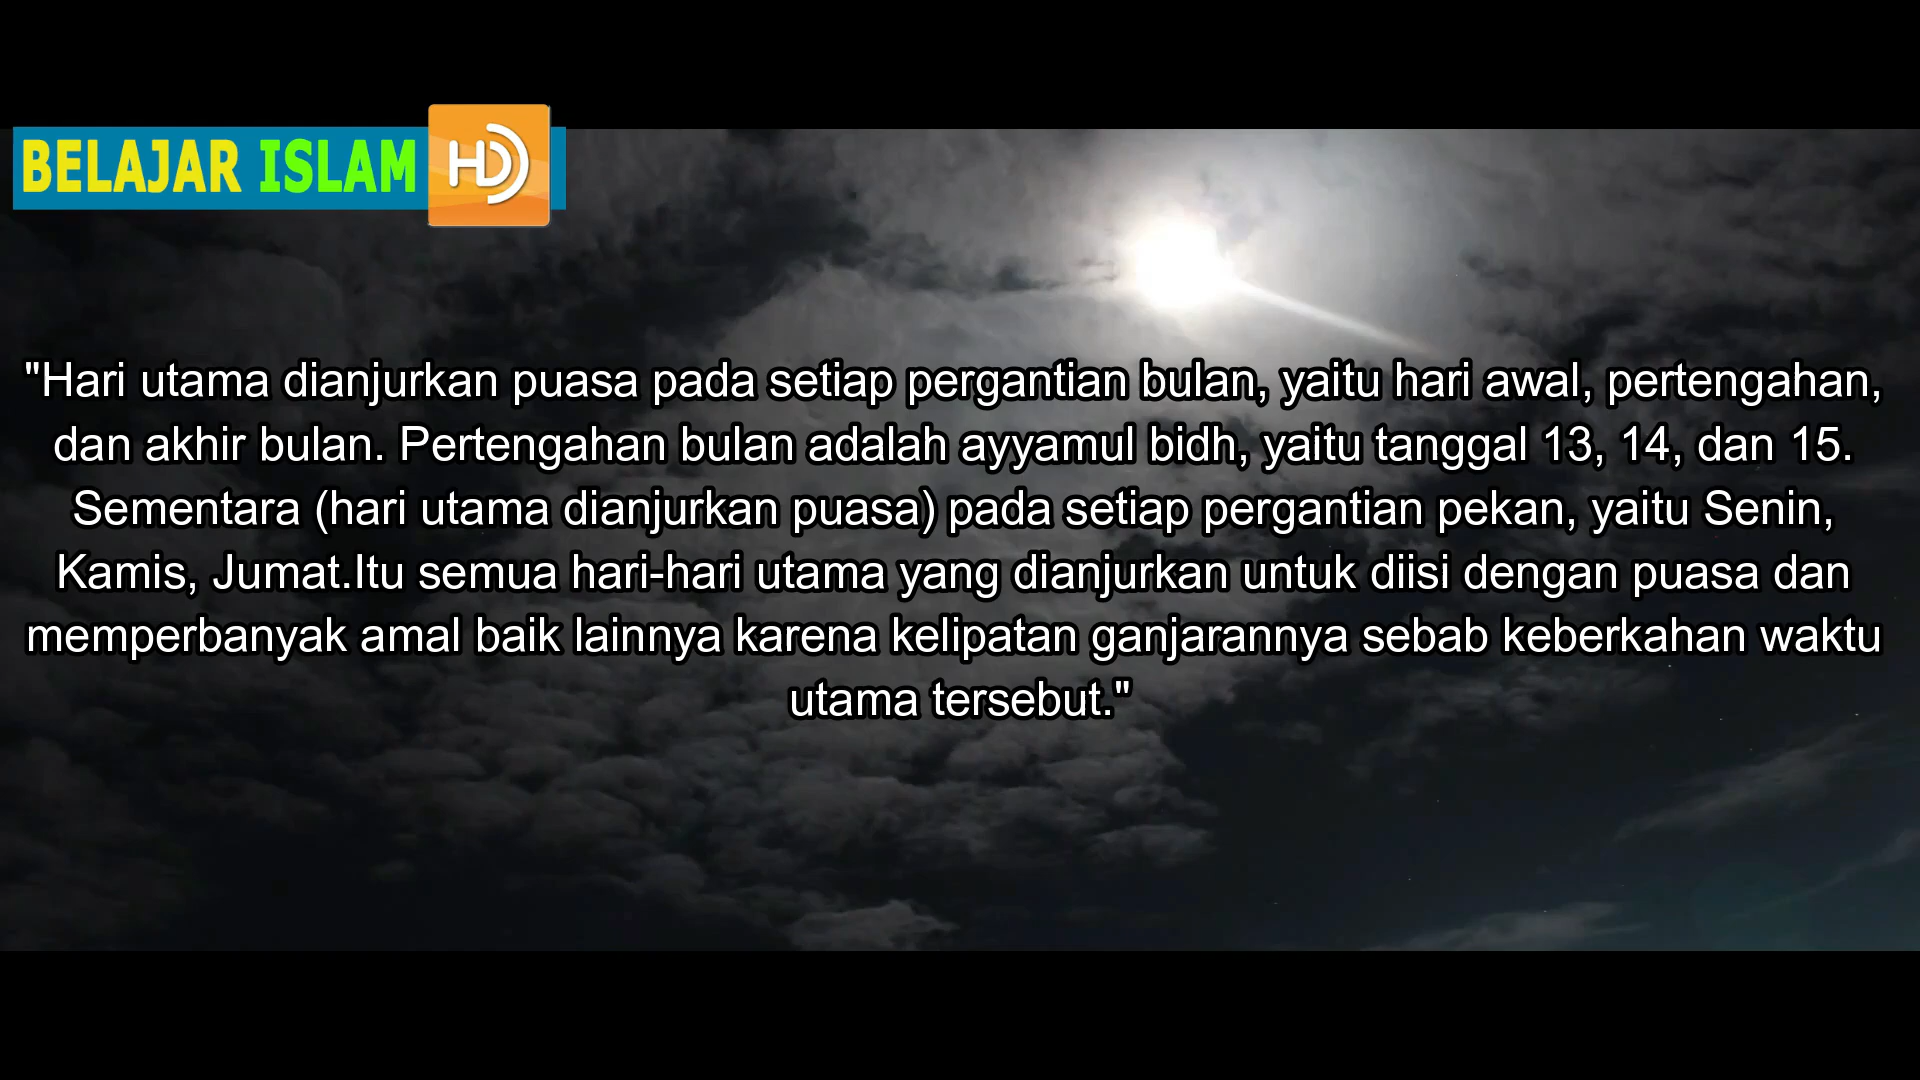 BELAJAR ISLAM HD
"Hari utama dianjurkan puasa pada setiap pergantian bulan, yaitu hari awal, pertengahan,
dan akhir bulan. Pertengahan bulan adalah ayyamul bidh, yaitu tanggal 13, 14, dan 15.
Sementara (hari utama dianjurkan puasa) pada setiap pergantian pekan, yaitu Senin,
Kamis, Jumat.Itu semua hari-hari utama yang dianjurkan untuk diisi dengan puasa dan
memperbanyak amal baik lainnya karena kelipatan ganjarannya sebab keberkahan waktu
utama tersebut."